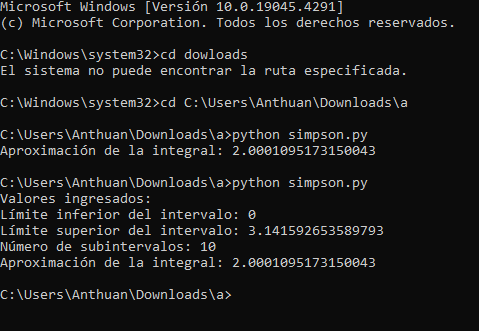 Microsoft Windows [Versión 10.0.19045.4291]
(c) Microsoft Corporation. Todos los derechos reservados.
C:\Windows\system32>cd dowloads
El sistema no puede encontrar la ruta especificada.
C:\Windows\system32>cd C:\Users\Anthuan\Downloads\a
C:\Users\Anthuan\Downloads\a>python simpson.py
Aproximación de la integral: 2.0001095173150043
C:\Users\Anthuan\Downloads\a>python simpson.py
Valores ingresados:
Límite inferior del intervalo: 0
Límite superior del intervalo: 3.141592653589793
Número de subintervalos: 10
Aproximación de la integral: 2.0001095173150043
C:\Users\Anthuan\Downloads\a>